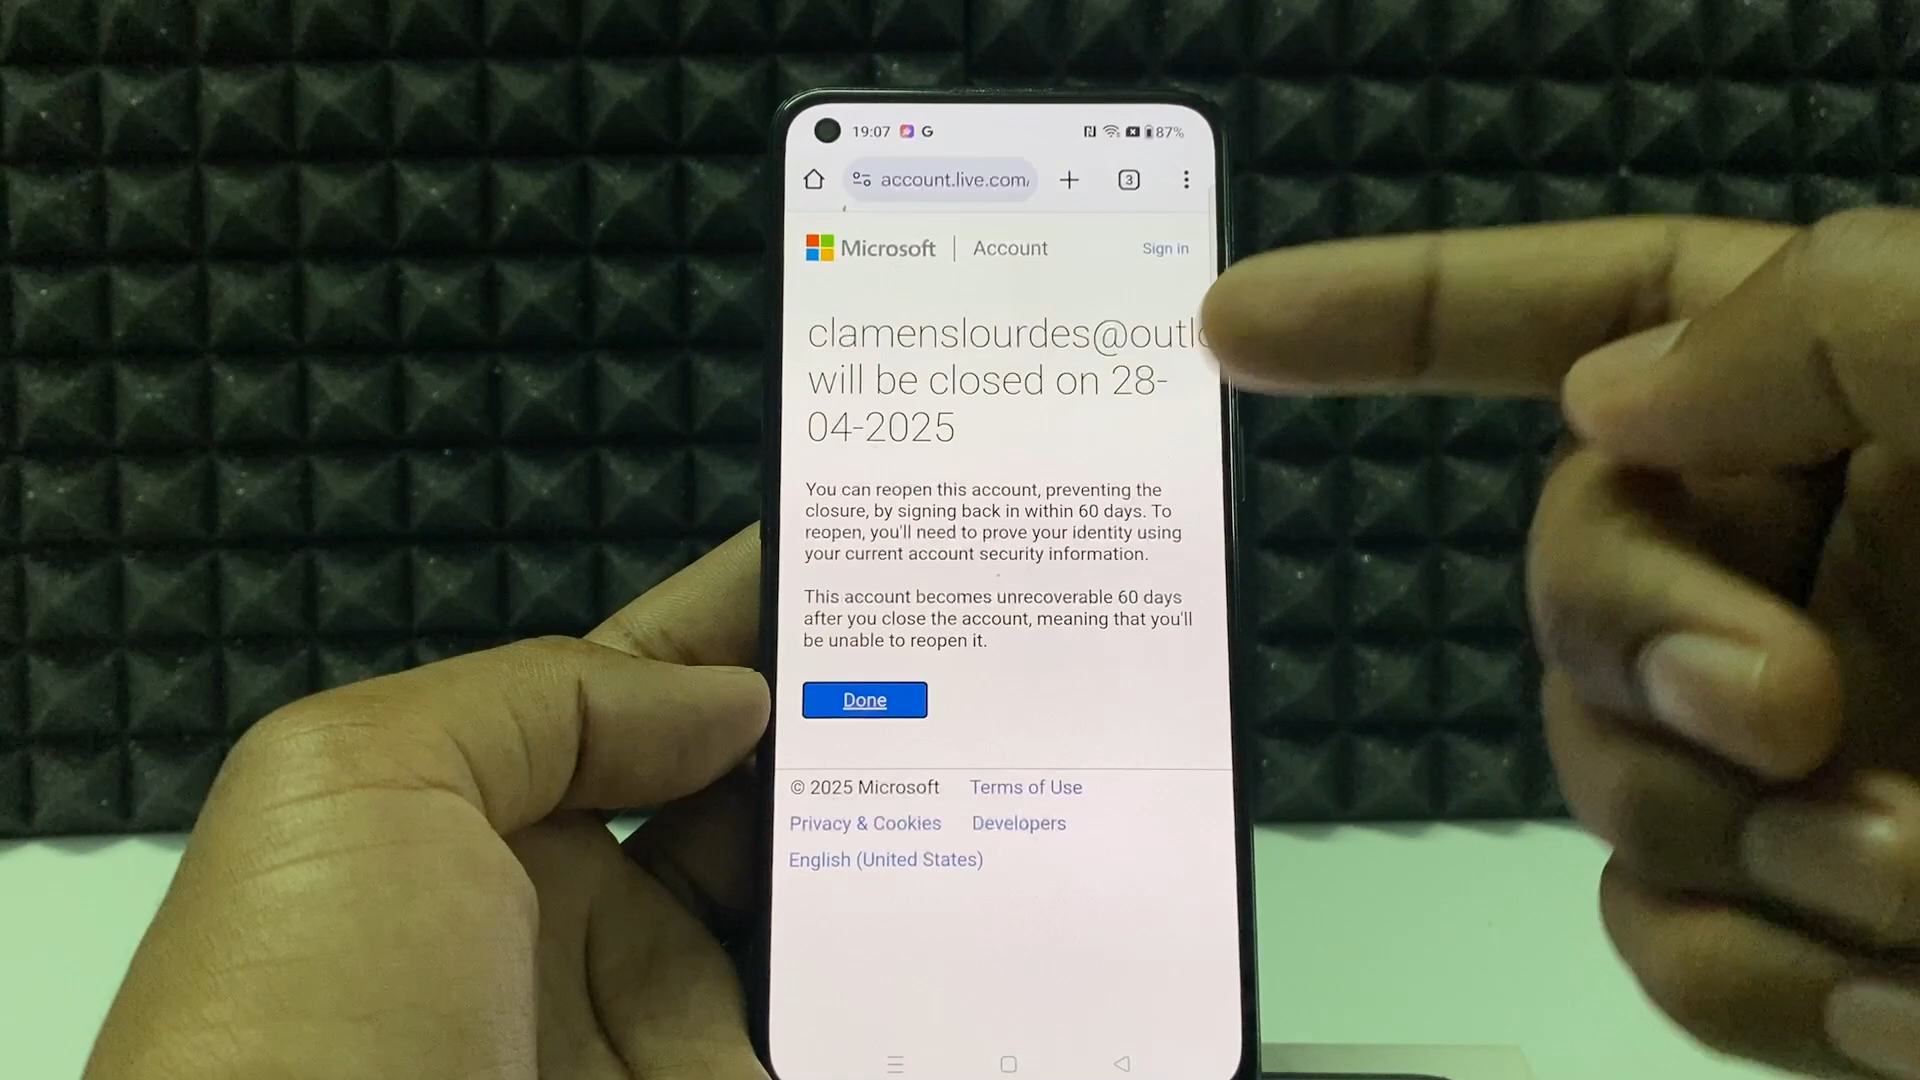 19:07 G 87%
account.live.com/
3
Microsoft | Account Sign in
clamenslourdes@outlo
will be closed on 28-
04-2025
You can reopen this account, preventing the
closure, by signing back in within 60 days. To
reopen, you'll need to prove your identity using
your current account security information.
This account becomes unrecoverable 60 days
after you close the account, meaning that you'll
be unable to reopen it.
Done
© 2025 Microsoft Terms of Use
Privacy & Cookies Developers
English (United States)